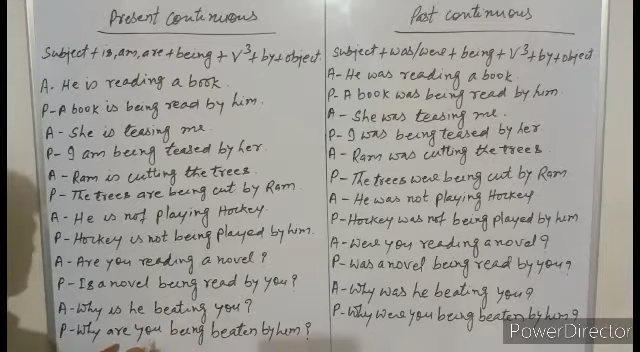 Present Continuous
Subject + is, am, are + being + V³ + by + object
A- He is reading a book.
P- A book is being read by him.
A- She is teasing me.
P- I am being teased by her.
A- Ram is cutting the trees.
P- The trees are being cut by Ram.
A- He is not playing Hockey.
P- Hockey is not being played by him.
A- Are you reading a novel?
P- Is a novel being read by you?
A- Why is he beating you?
P- Why are you being beaten by him?
Past continuous
Subject + was/were + being + V³ + by + object
A- He was reading a book.
P- A book was being read by him.
A- She was teasing me.
P- I was being teased by her.
A- Ram was cutting the trees.
P- The trees were being cut by Ram.
A- He was not playing Hockey
P- Hockey was not being played by him
A- Were you reading a novel?
P- Was a novel being read by you?
A- Why was he beating you?
P- Why were you being beaten by him?
PowerDirector